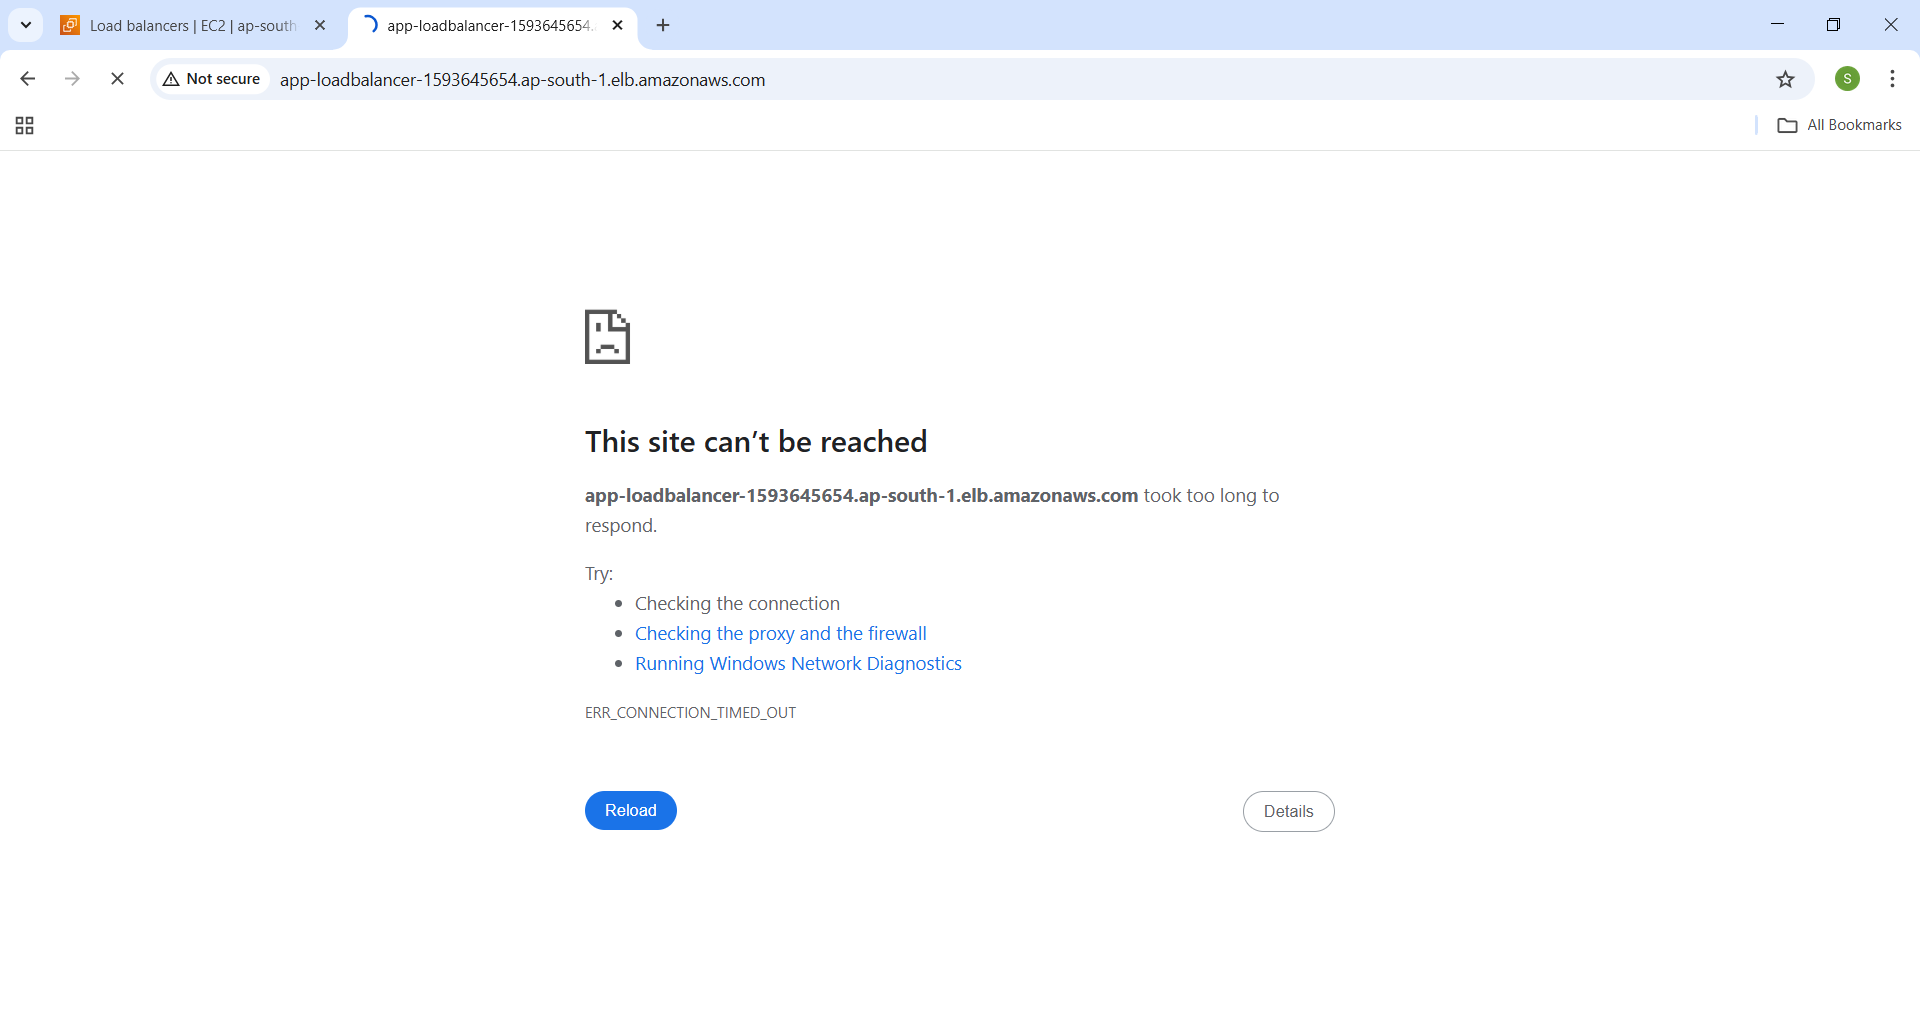 Load balancers | EC2 | ap-south
app-loadbalancer-1593645654.
Not secure
app-loadbalancer-1593645654.ap-south-1.elb.amazonaws.com
S
All Bookmarks
This site can’t be reached
app-loadbalancer-1593645654.ap-south-1.elb.amazonaws.com took too long to
respond.
Try:
Checking the connection
Checking the proxy and the firewall
Running Windows Network Diagnostics
ERR_CONNECTION_TIMED_OUT
Reload
Details